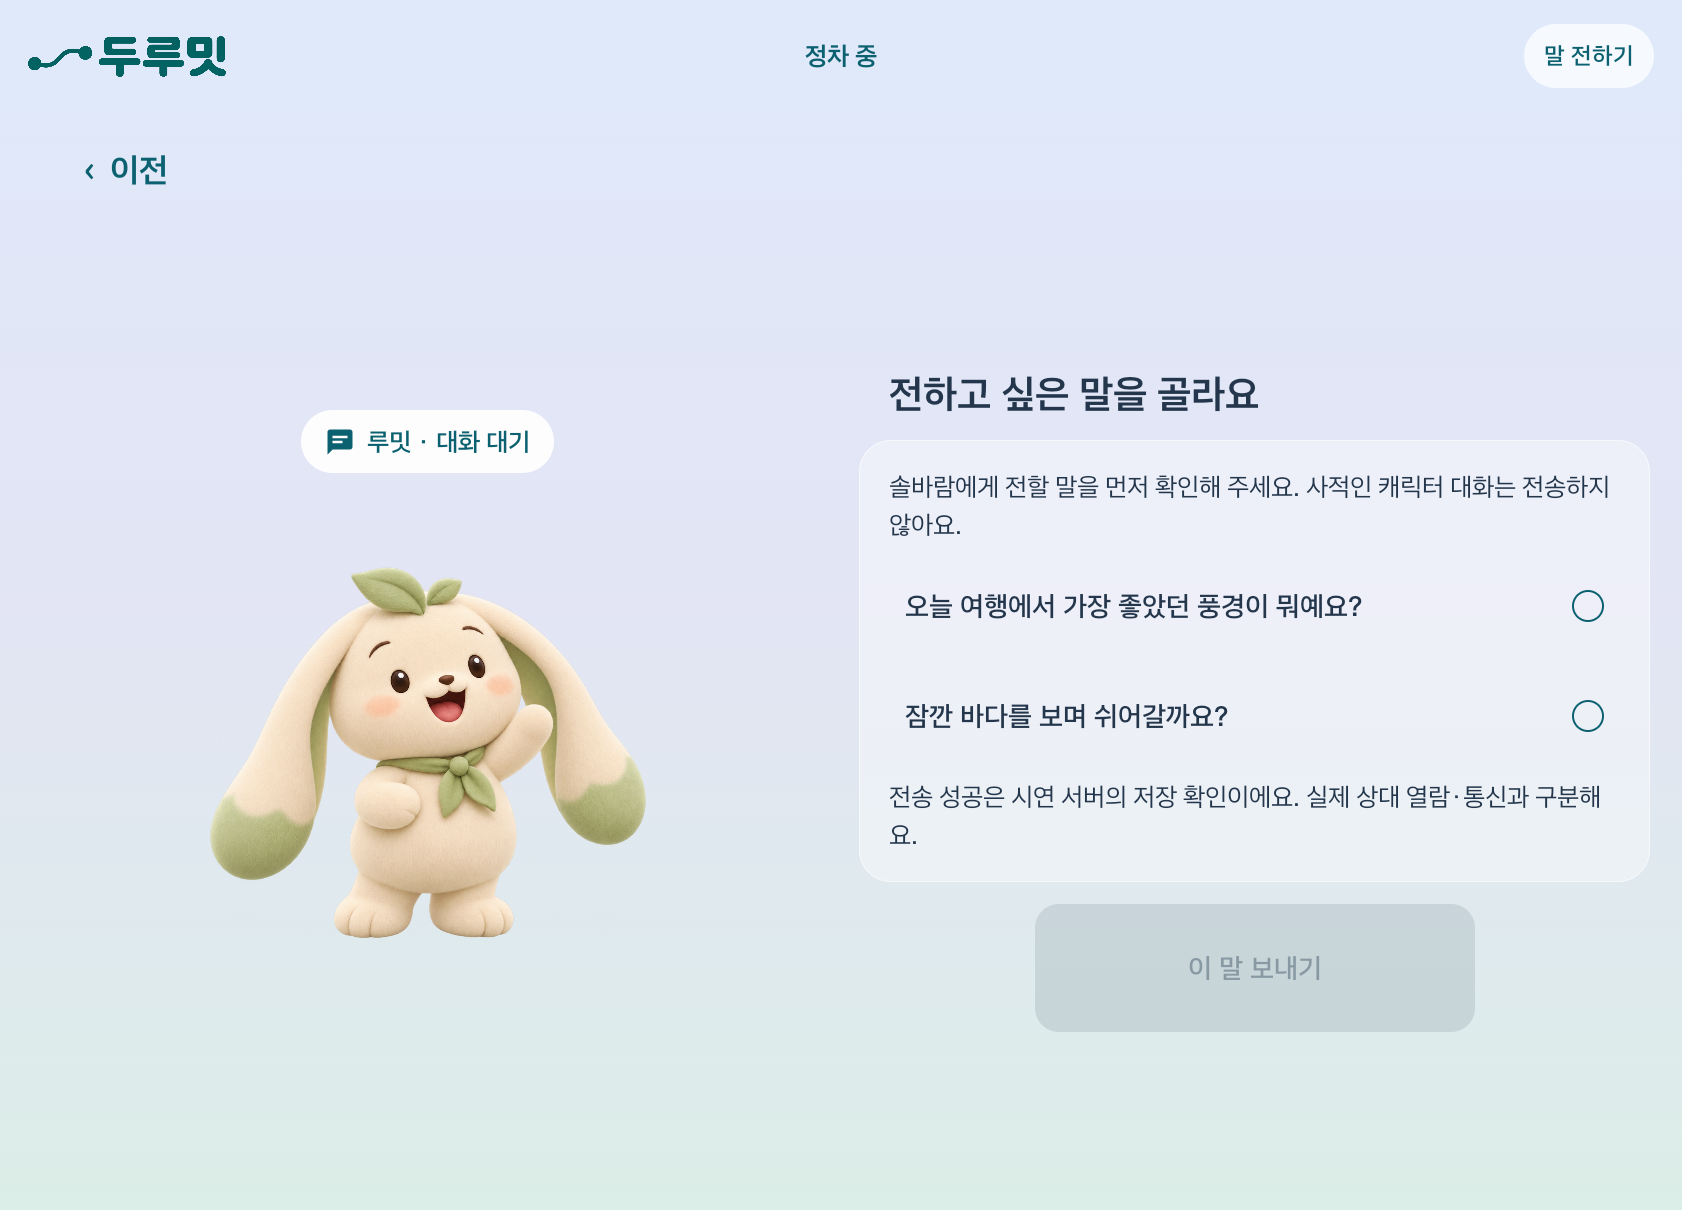 두루밋
정차 중
말 전하기
‹ 이전
루밋 · 대화 대기
전하고 싶은 말을 골라요
솔바람에게 전할 말을 먼저 확인해 주세요. 사적인 캐릭터 대화는 전송하지
않아요.
오늘 여행에서 가장 좋았던 풍경이 뭐예요?
잠깐 바다를 보며 쉬어갈까요?
전송 성공은 시연 서버의 저장 확인이에요. 실제 상대 열람·통신과 구분해
요.
이 말 보내기